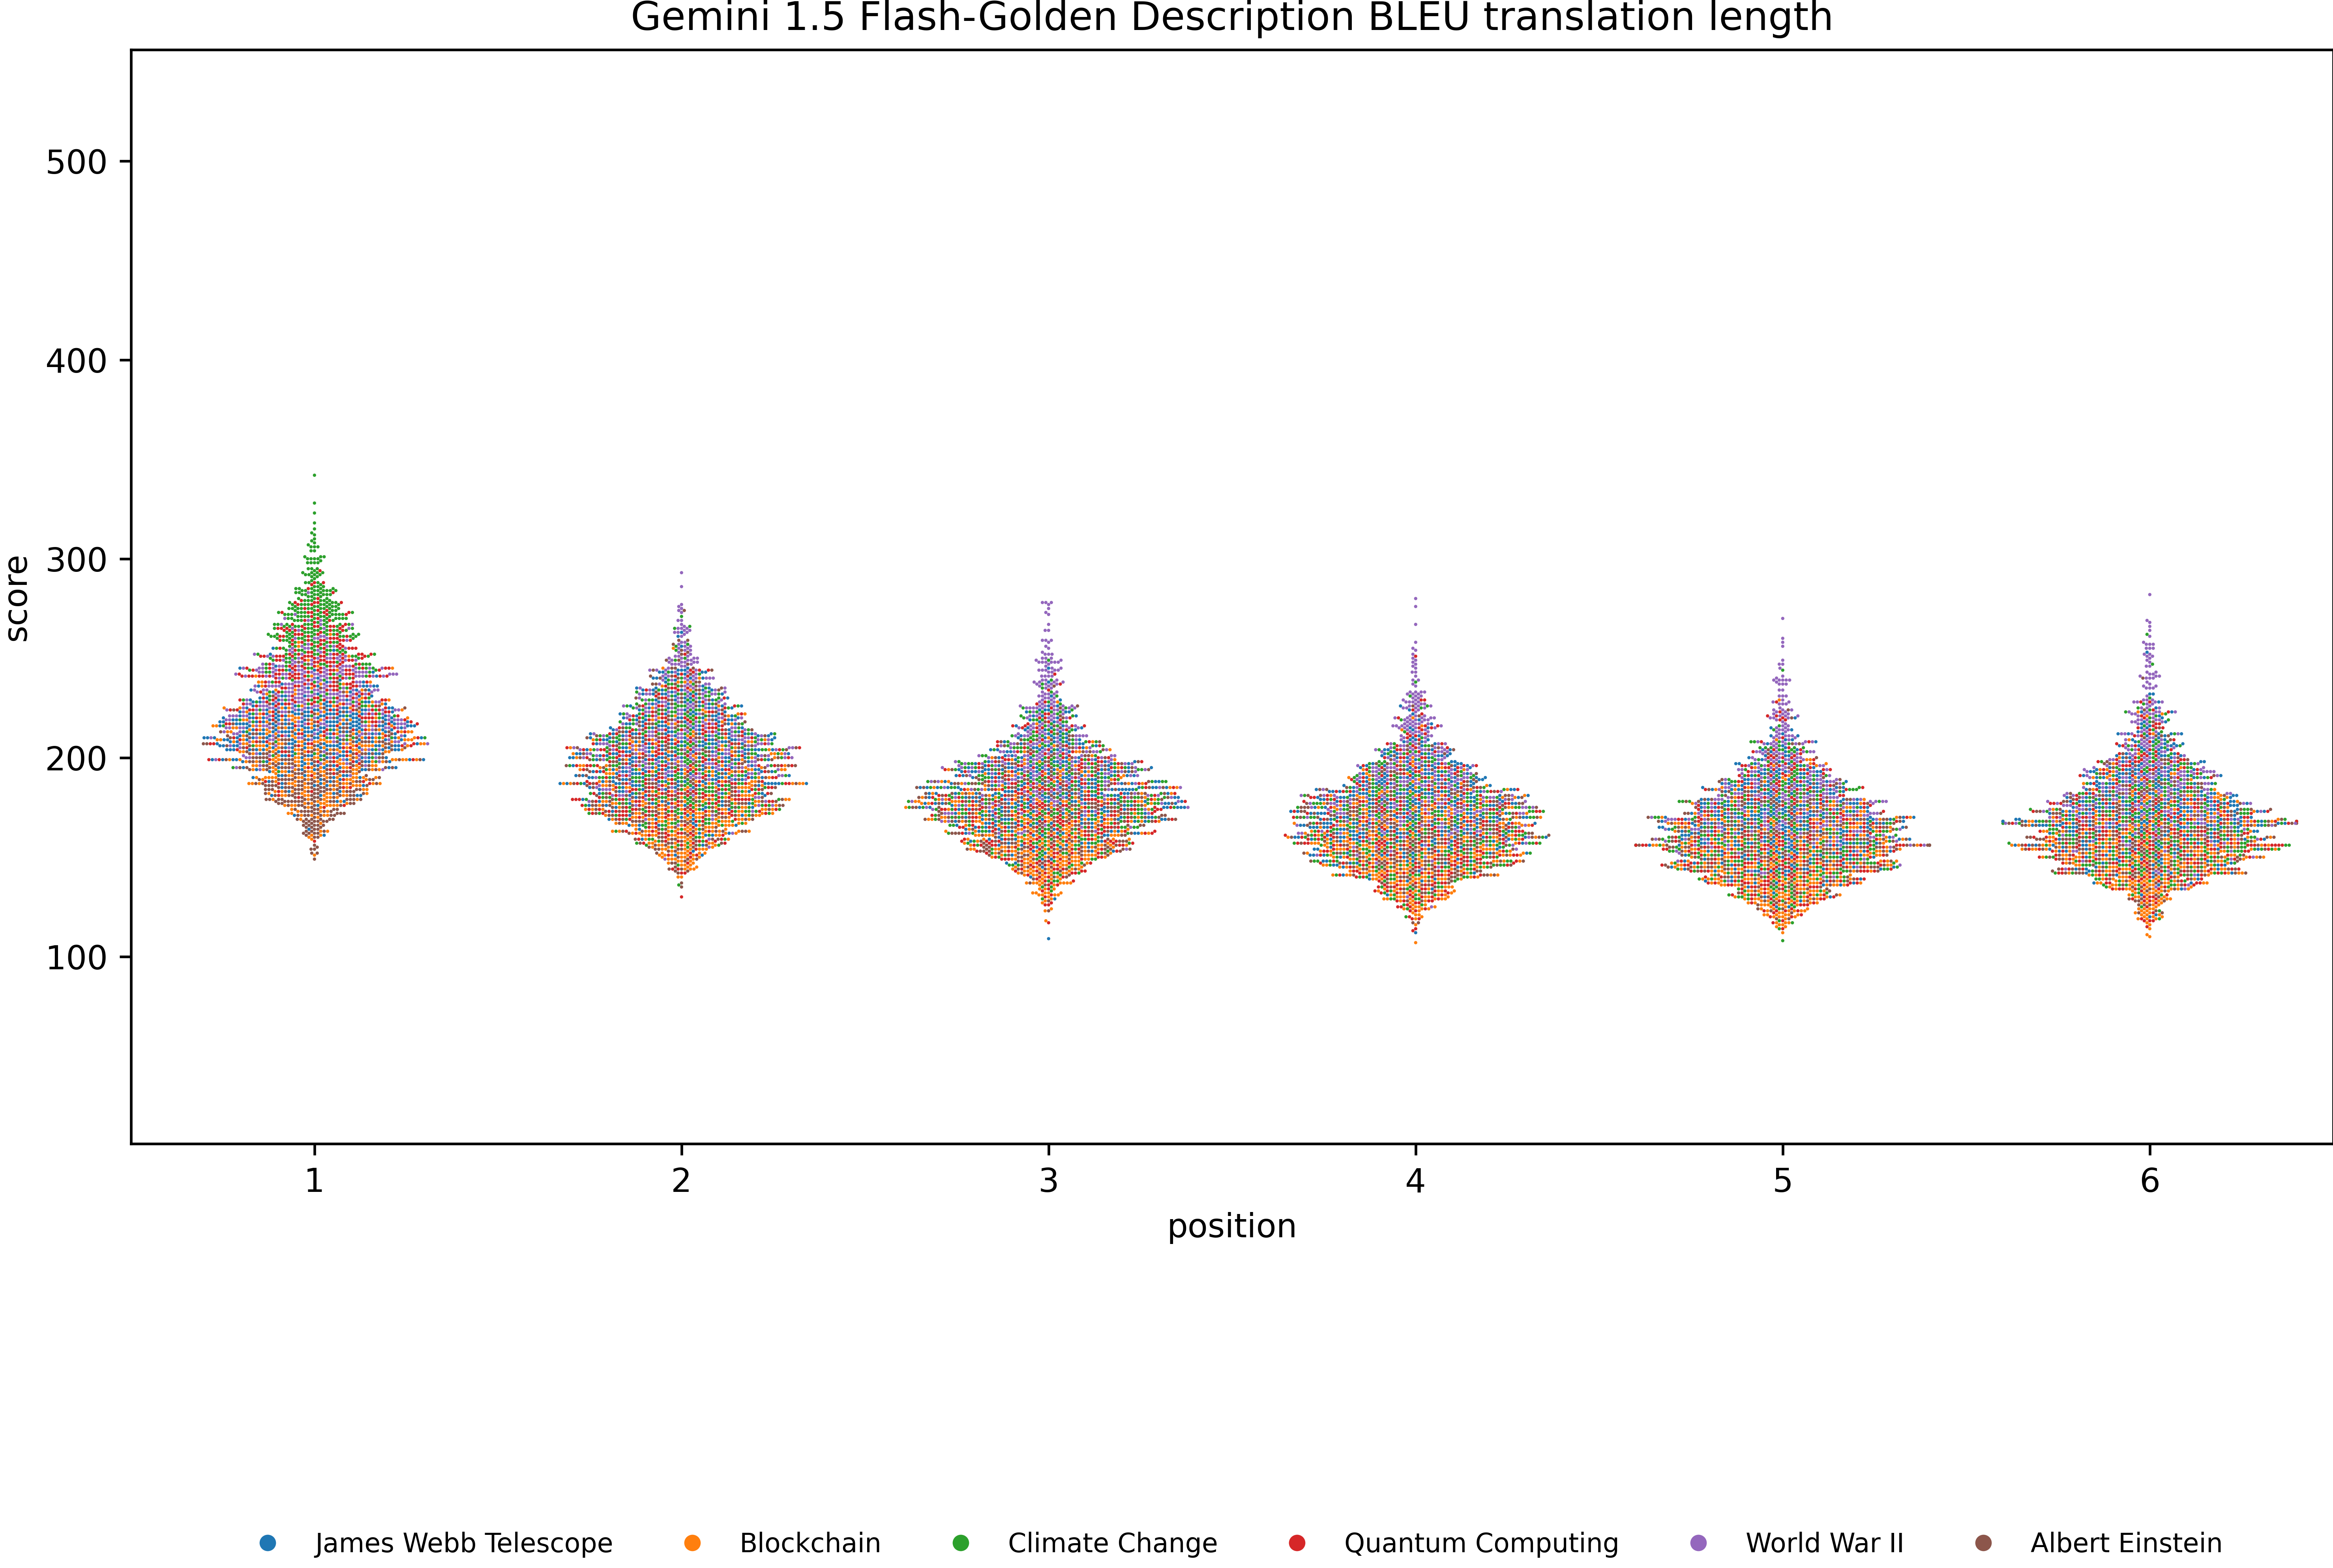 Gemini 1.5 Flash-Golden Description BLEU translation length
500
400
300
200
100
score
1 2 3 4 5 6
position
James Webb Telescope Blockchain Climate Change Quantum Computing World War II Albert Einstein